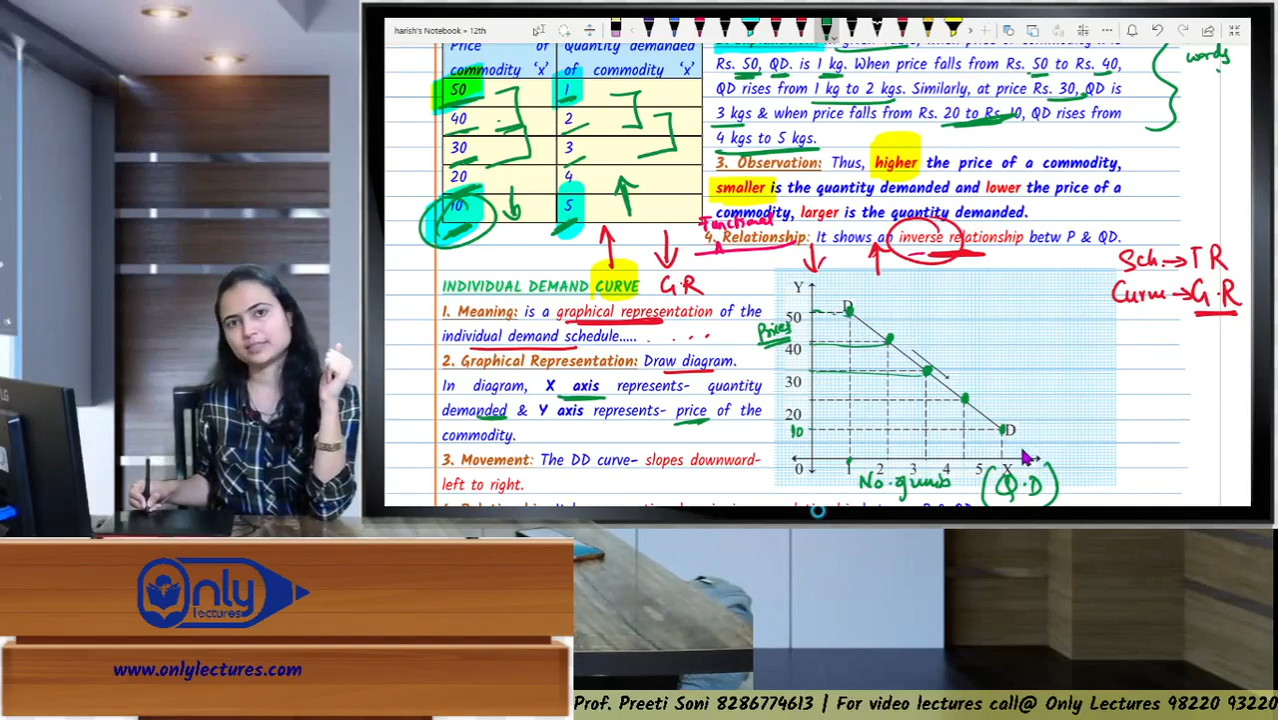 harish's Notebook » 12th
Price of commodity 'x'
Quantity demanded of commodity 'x'
50 1
40 2
30 3
20 4
10 5
Rs. 50, QD. is 1 kg. When price falls from Rs. 50 to Rs. 40,
QD rises from 1 kg to 2 kgs. Similarly, at price Rs. 30, QD is
3 kgs & when price falls from Rs. 20 to Rs. 10, QD rises from
4 kgs to 5 kgs.
3. Observation: Thus, higher the price of a commodity,
smaller is the quantity demanded and lower the price of a
commodity, larger is the quantity demanded.
Functional
4. Relationship: It shows an inverse relationship betw P & QD.
words
Sch. → T R
Curve → G.R
G.R
INDIVIDUAL DEMAND CURVE
1. Meaning: is a graphical representation of the
individual demand schedule..... . . . .
2. Graphical Representation: Draw diagram.
In diagram, X axis represents- quantity
demanded & Y axis represents- price of the
commodity.
3. Movement: The DD curve- slopes downward-
left to right.
Y
D
50
Prices
40
30
20
10
D
0 1 2 3 4 5 X
(Q.D)
Only
lectures
www.onlylectures.com
Prof. Preeti Soni 8286774613 | For video lectures call@ Only Lectures 98220 93220